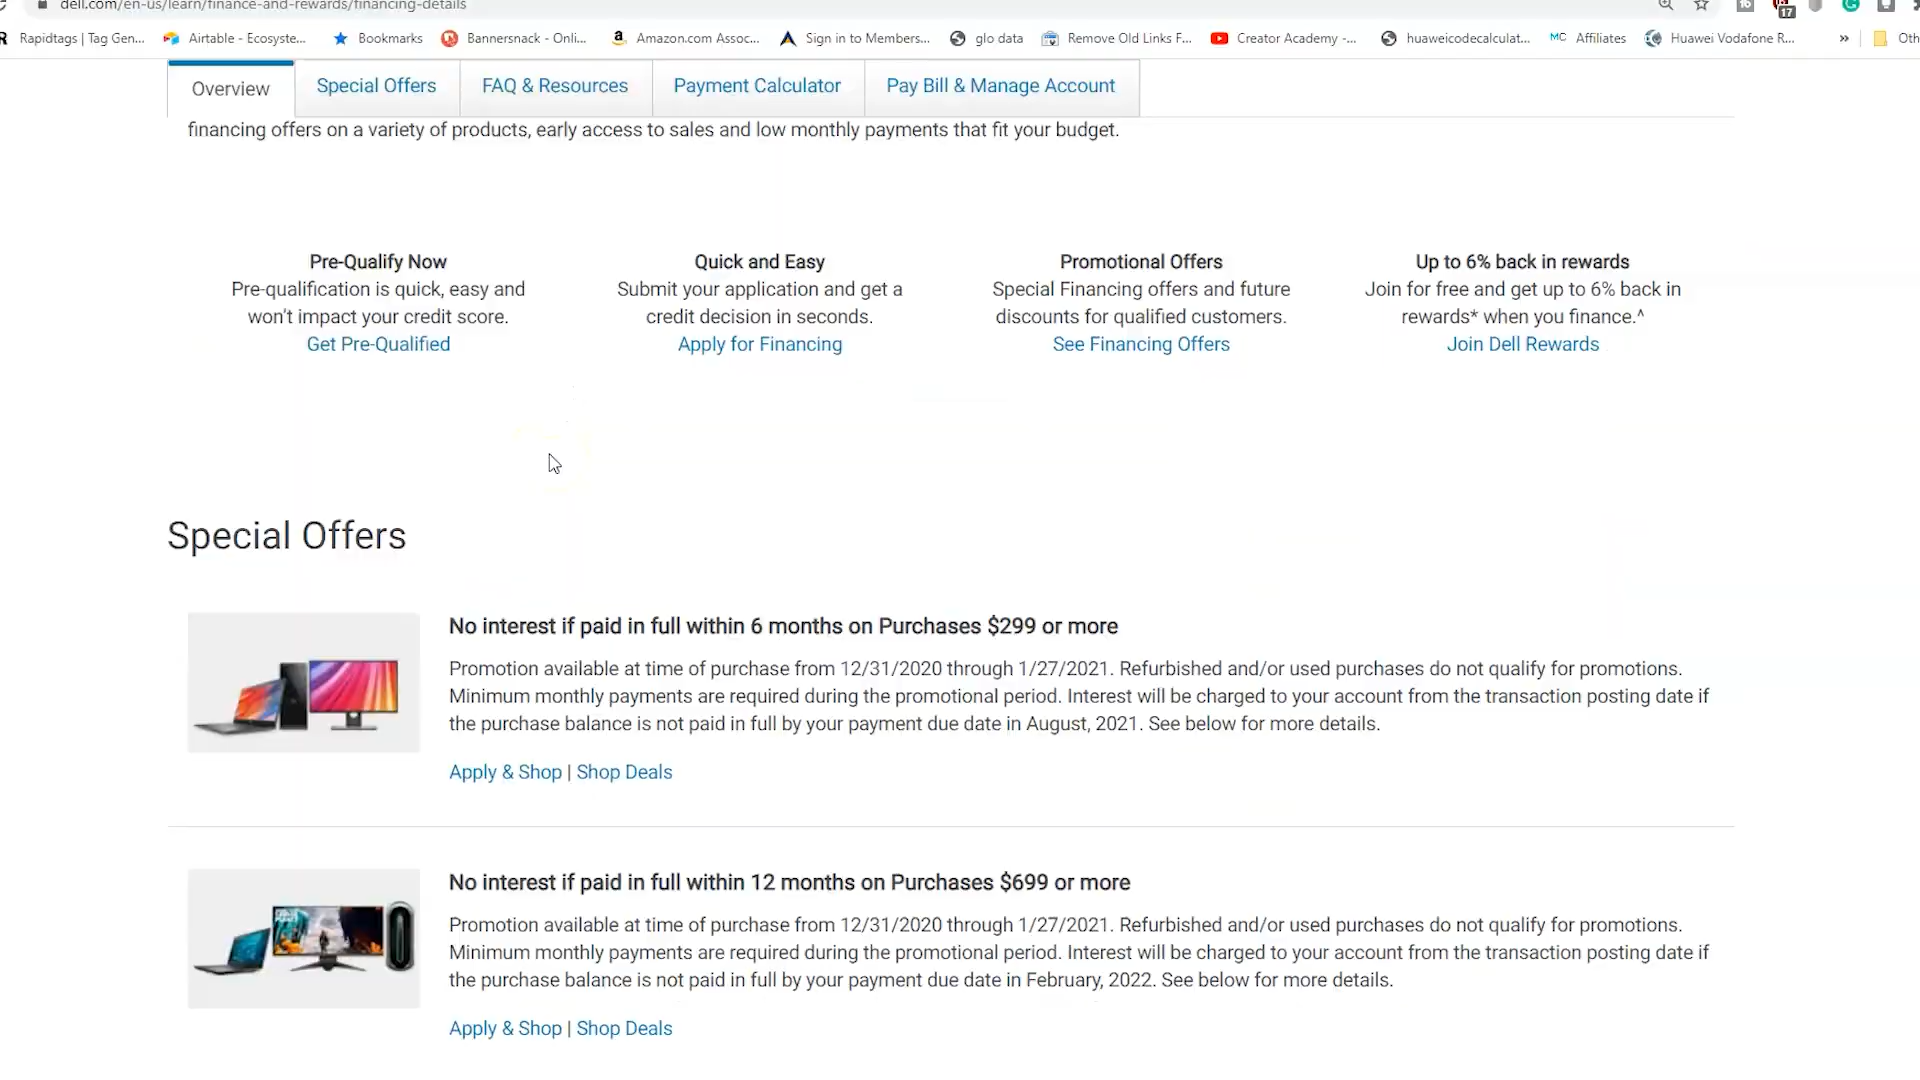 dell.com/en-us/learn/finance-and-rewards/financing-details
17
Rapidtags | Tag Gen... Airtable - Ecosyste... Bookmarks Bannersnack - Onli... Amazon.com Assoc... Sign in to Members... glo data Remove Old Links F... Creator Academy -... huaweicodecalculat... MC Affiliates Huawei Vodafone R... » Oth
Overview Special Offers FAQ & Resources Payment Calculator Pay Bill & Manage Account
financing offers on a variety of products, early access to sales and low monthly payments that fit your budget.
Pre-Qualify Now
Pre-qualification is quick, easy and
won't impact your credit score.
Get Pre-Qualified
Quick and Easy
Submit your application and get a
credit decision in seconds.
Apply for Financing
Promotional Offers
Special Financing offers and future
discounts for qualified customers.
See Financing Offers
Up to 6% back in rewards
Join for free and get up to 6% back in
rewards* when you finance.^
Join Dell Rewards
Special Offers
No interest if paid in full within 6 months on Purchases $299 or more
Promotion available at time of purchase from 12/31/2020 through 1/27/2021. Refurbished and/or used purchases do not qualify for promotions.
Minimum monthly payments are required during the promotional period. Interest will be charged to your account from the transaction posting date if
the purchase balance is not paid in full by your payment due date in August, 2021. See below for more details.
Apply & Shop | Shop Deals
No interest if paid in full within 12 months on Purchases $699 or more
Promotion available at time of purchase from 12/31/2020 through 1/27/2021. Refurbished and/or used purchases do not qualify for promotions.
Minimum monthly payments are required during the promotional period. Interest will be charged to your account from the transaction posting date if
the purchase balance is not paid in full by your payment due date in February, 2022. See below for more details.
Apply & Shop | Shop Deals